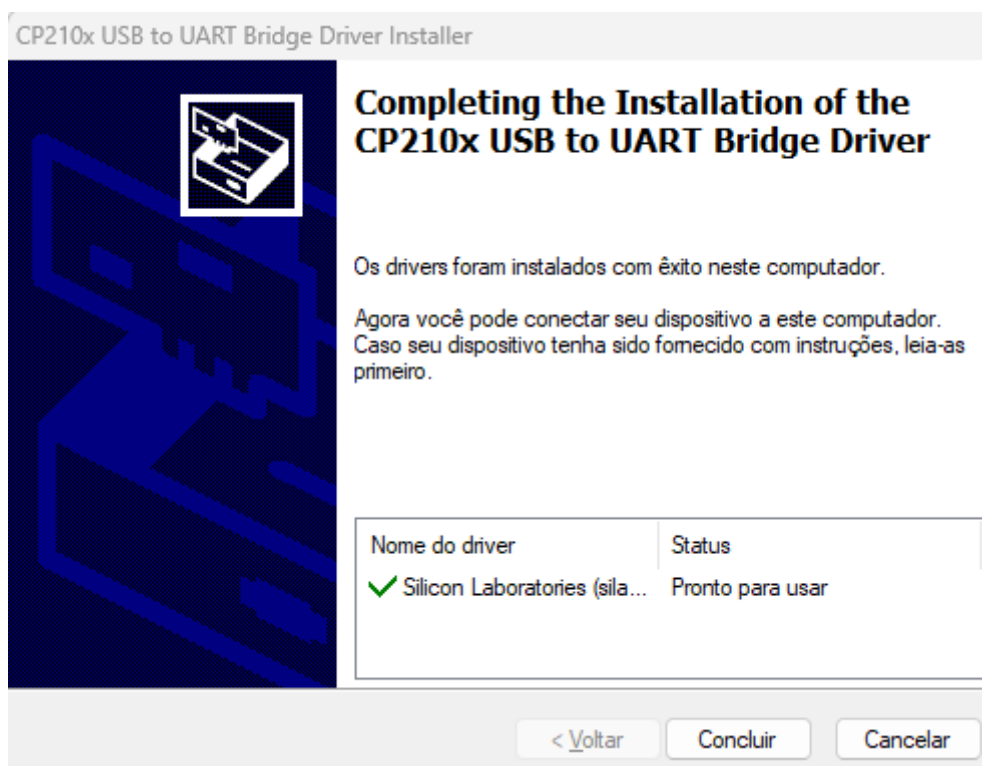 CP210x USB to UART Bridge Driver Installer
Completing the Installation of the
CP210x USB to UART Bridge Driver
Os drivers foram instalados com êxito neste computador.
Agora você pode conectar seu dispositivo a este computador.
Caso seu dispositivo tenha sido fornecido com instruções, leia-as
primeiro.
Nome do driver Status
Silicon Laboratories (sila... Pronto para usar
< Voltar Concluir Cancelar